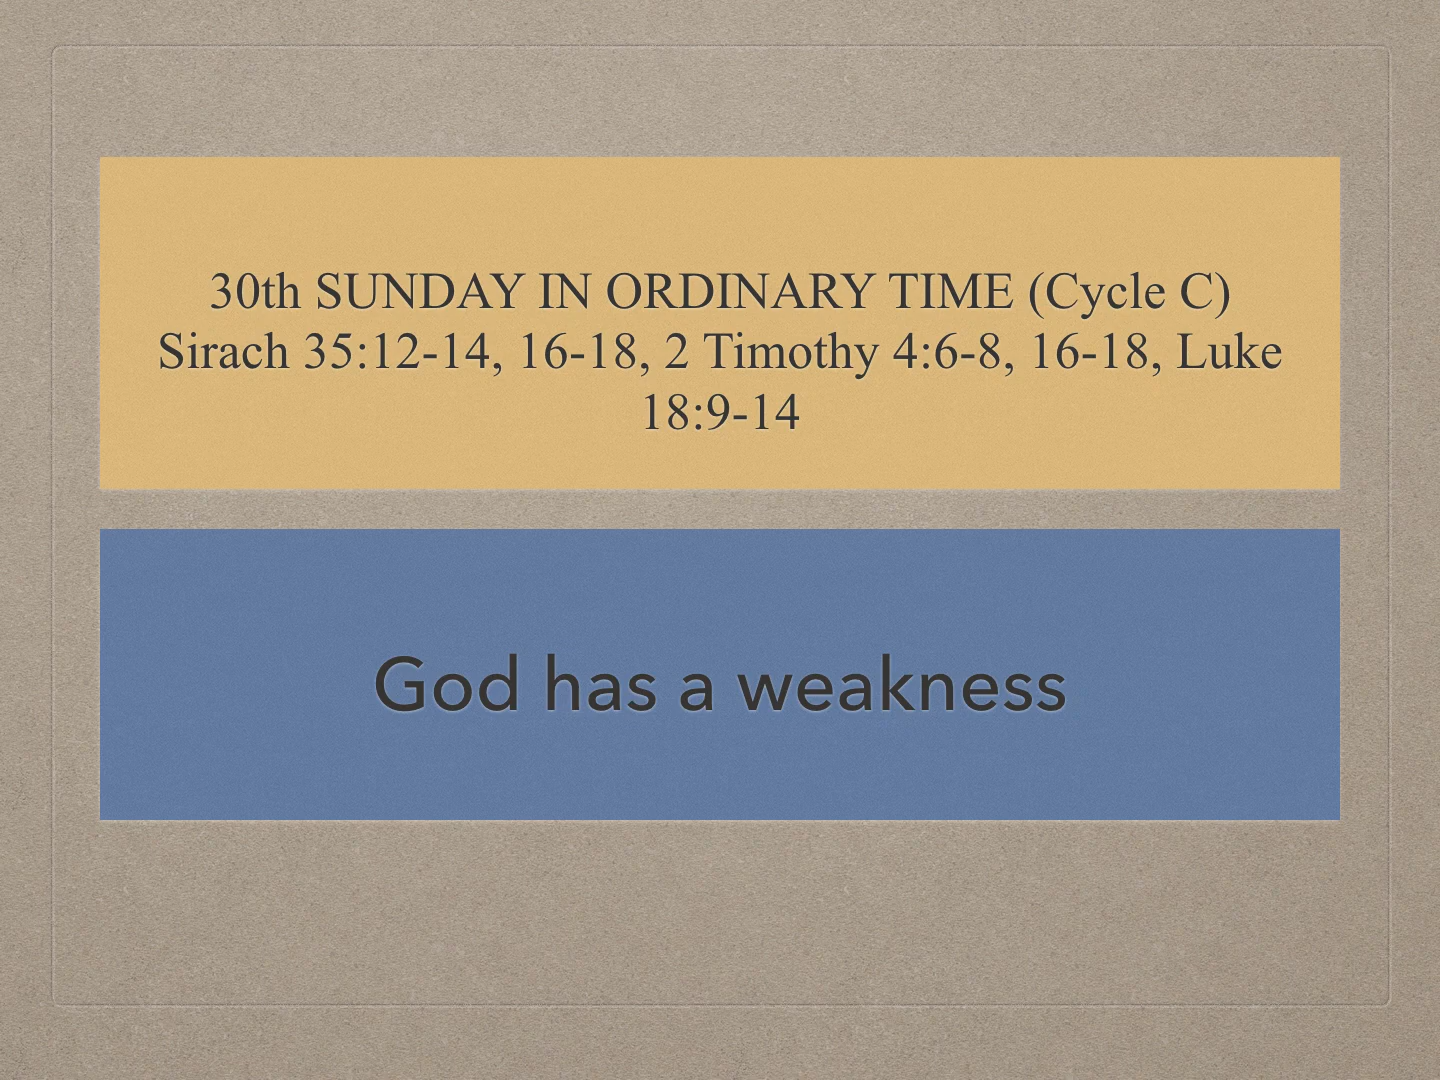 30th SUNDAY IN ORDINARY TIME (Cycle C)
Sirach 35:12-14, 16-18, 2 Timothy 4:6-8, 16-18, Luke
18:9-14
God has a weakness